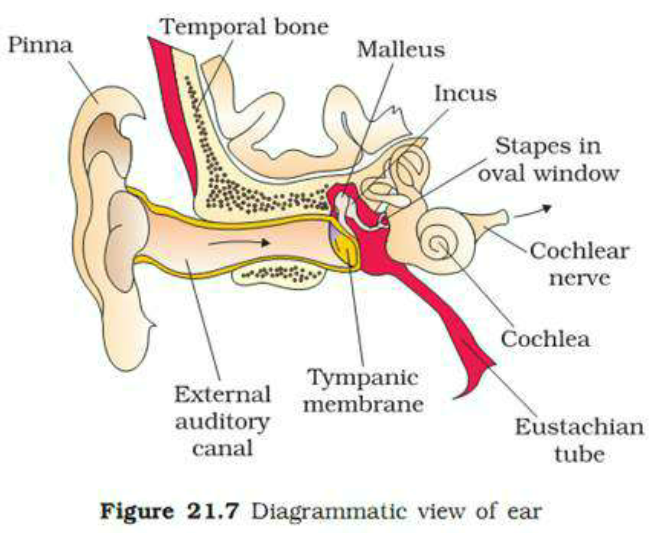 Temporal bone
Pinna
Malleus
Incus
Stapes in
oval window
Cochlear
nerve
Cochlea
Tympanic
membrane
External
auditory
canal
Eustachian
tube
Figure 21.7 Diagrammatic view of ear